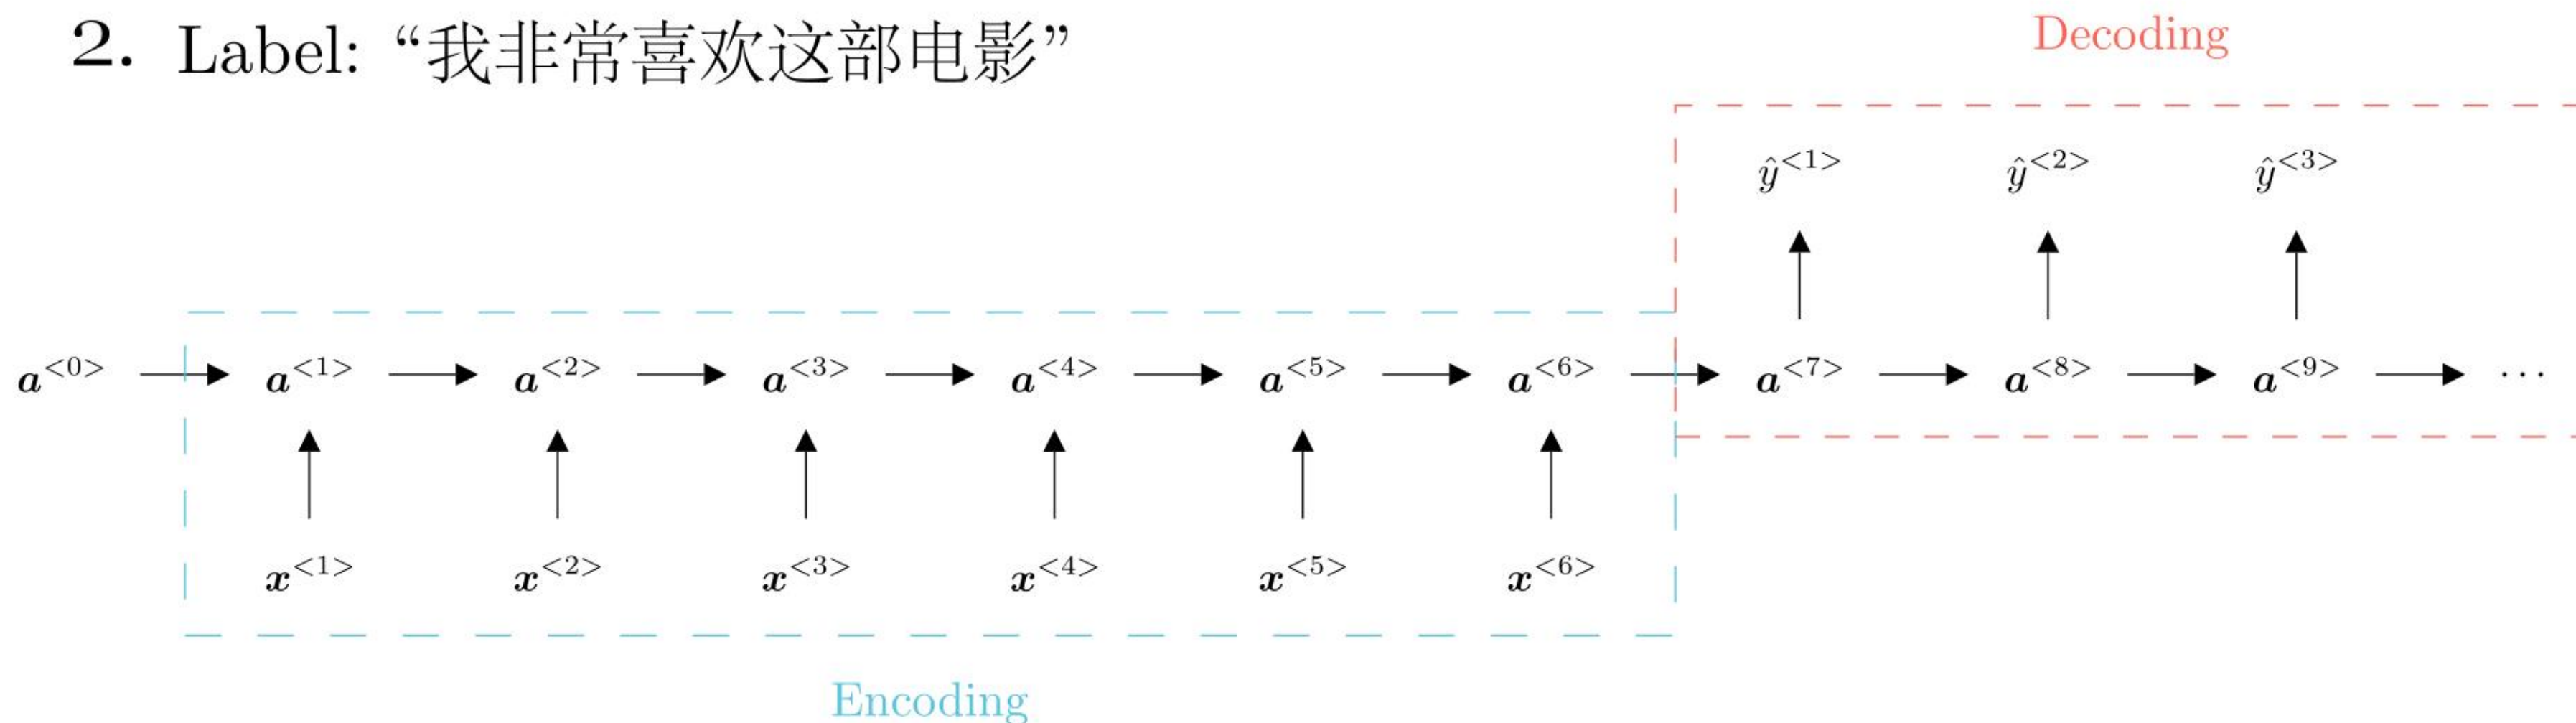 2. Label: “我非常喜欢这部电影”
Decoding
ŷ<1> ŷ<2> ŷ<3>
a<0> a<1> a<2> a<3> a<4> a<5> a<6> a<7> a<8> a<9> ···
x<1> x<2> x<3> x<4> x<5> x<6>
Encoding